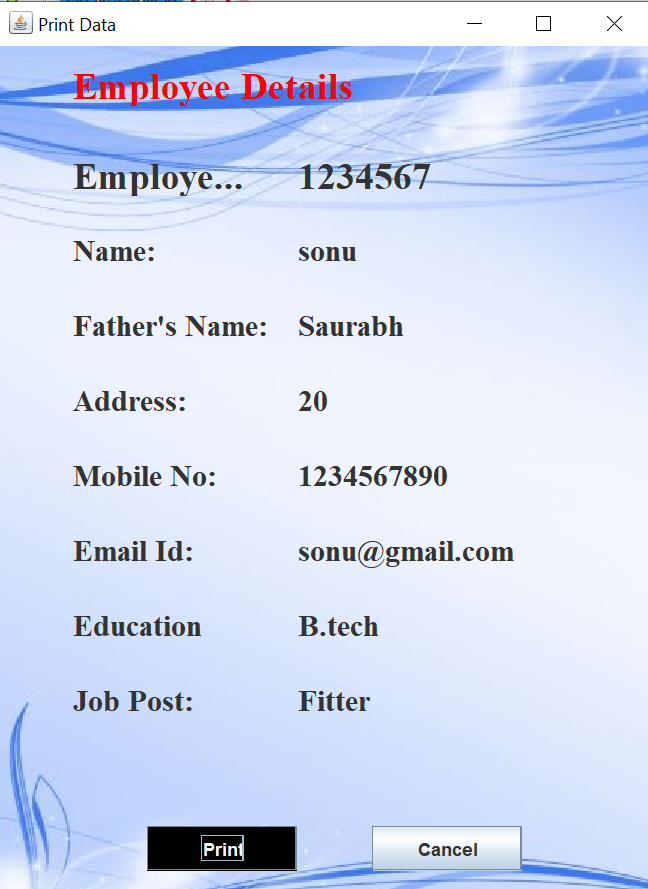 Print Data
Employee Details
Employe... 1234567
Name: sonu
Father's Name: Saurabh
Address: 20
Mobile No: 1234567890
Email Id: sonu@gmail.com
Education B.tech
Job Post: Fitter
Print Cancel